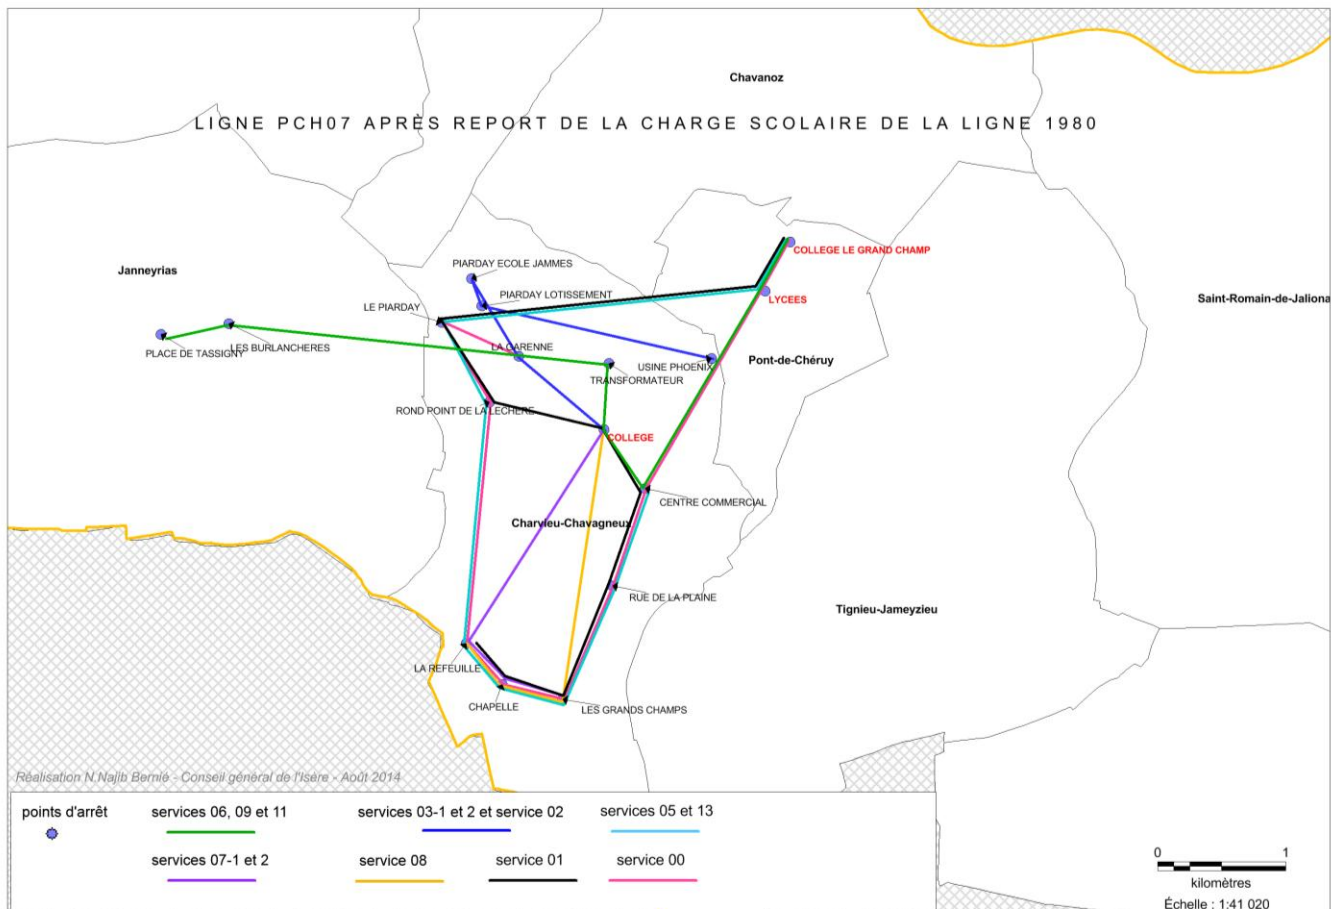 Chavanoz
LIGNE PCH07 APRÈS REPORT DE LA CHARGE SCOLAIRE DE LA LIGNE 1980
COLLEGE LE GRAND CHAMP
PIARDAY ECOLE JAMMES
Janneyrias
PIARDAY LOTISSEMENT
LYCEES
Saint-Romain-de-Jaliona
LE PIARDAY
LES BURLANCHERES
LA GARENNE
PLACE DE TASSIGNY
USINE PHOENIX
Pont-de-Chéruy
TRANSFORMATEUR
ROND POINT DE LA LECHERE
COLLEGE
CENTRE COMMERCIAL
Charvieu-Chavagneux
RUE DE LA PLAINE
Tignieu-Jameyzieu
LA REFEUILLE
CHAPELLE
LES GRANDS CHAMPS
Réalisation N.Najib Bernié - Conseil général de l'Isère - Août 2014
points d'arrêt
services 06, 09 et 11
services 03-1 et 2 et service 02
services 05 et 13
services 07-1 et 2
service 08
service 01
service 00
0 1
kilomètres
Échelle : 1:41 020